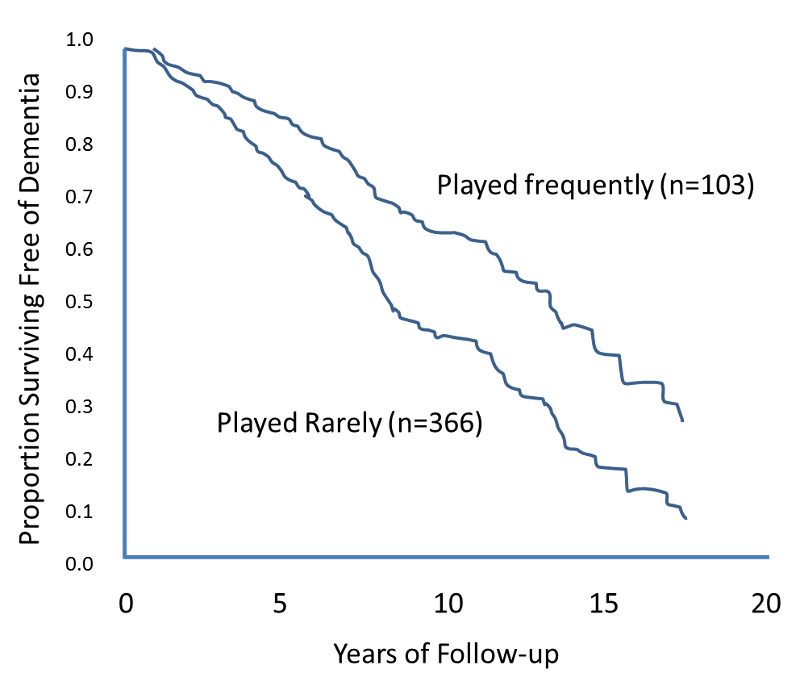 Proportion Surviving Free of Dementia
1.0
0.9
0.8
0.7
0.6
0.5
0.4
0.3
0.2
0.1
0.0
Played frequently (n=103)
Played Rarely (n=366)
0 5 10 15 20
Years of Follow-up